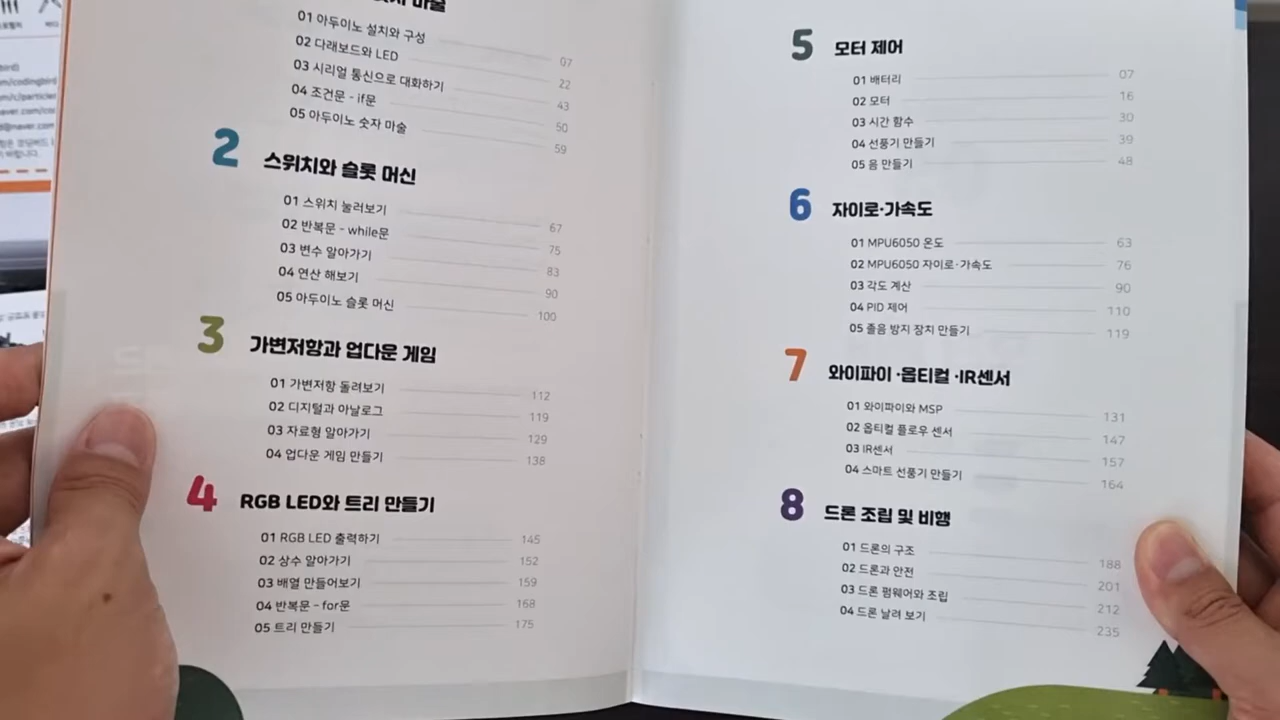 마술
01 아두이노 설치와 구성 07
02 다래보드와 LED 22
03 시리얼 통신으로 대화하기 43
04 조건문 - if문 50
05 아두이노 숫자 마술 59
2 스위치와 슬롯 머신
01 스위치 눌러보기 67
02 반복문 - while문 75
03 변수 알아가기 83
04 연산 해보기 90
05 아두이노 슬롯 머신 100
3 가변저항과 업다운 게임
01 가변저항 돌려보기 112
02 디지털과 아날로그 119
03 자료형 알아가기 129
04 업다운 게임 만들기 138
4 RGB LED와 트리 만들기
01 RGB LED 출력하기 145
02 상수 알아가기 152
03 배열 만들어보기 159
04 반복문 - for문 168
05 트리 만들기 175
5 모터 제어
01 배터리 07
02 모터 16
03 시간 함수 30
04 선풍기 만들기 39
05 음 만들기 48
6 자이로·가속도
01 MPU6050 온도 63
02 MPU6050 자이로·가속도 76
03 각도 계산 90
04 PID 제어 110
05 졸음 방지 장치 만들기 119
7 와이파이 ·옵티컬 ·IR센서
01 와이파이와 MSP 131
02 옵티컬 플로우 센서 147
03 IR센서 157
04 스마트 선풍기 만들기 164
8 드론 조립 및 비행
01 드론의 구조 188
02 드론과 안전 201
03 드론 펌웨어와 조립 212
04 드론 날려 보기 235